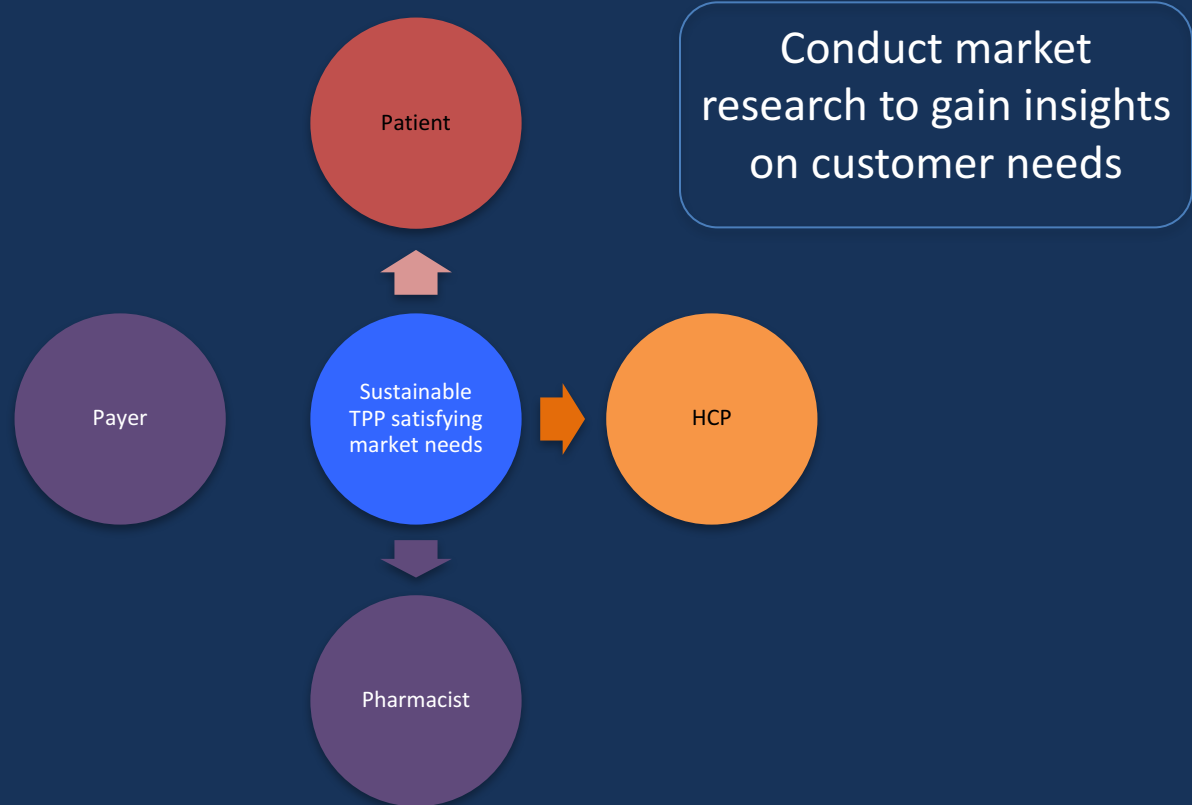 Conduct market
research to gain insights
on customer needs
Patient
Payer
Sustainable
TPP satisfying
market needs
HCP
Pharmacist